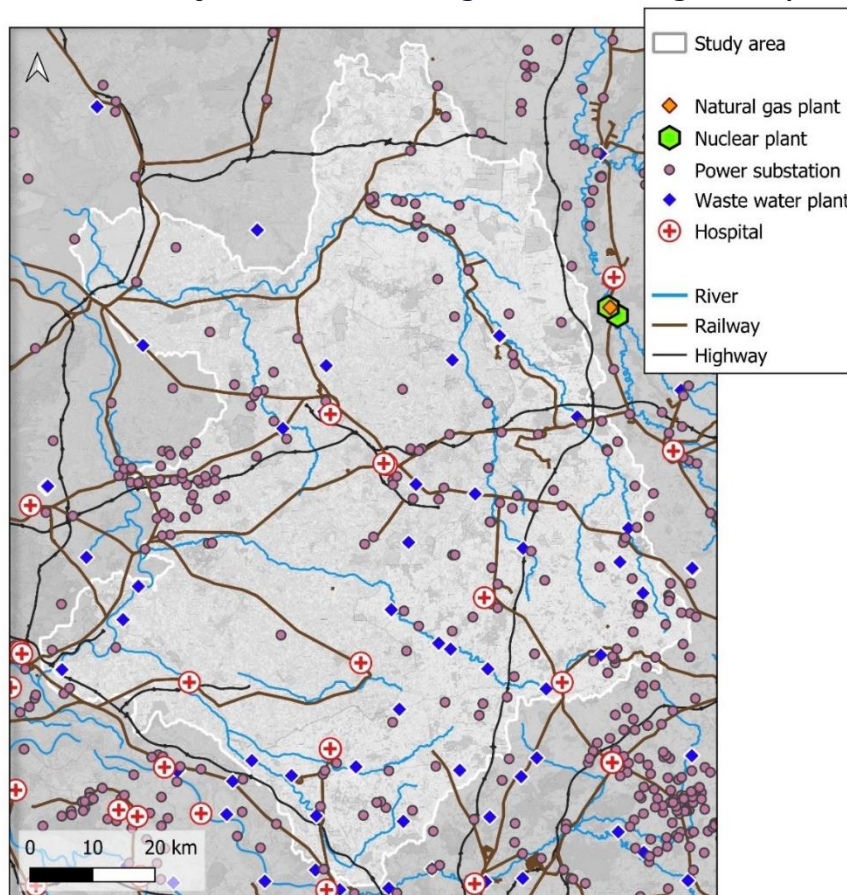 Study area
Natural gas plant
Nuclear plant
Power substation
Waste water plant
Hospital
River
Railway
Highway
0 10 20 km